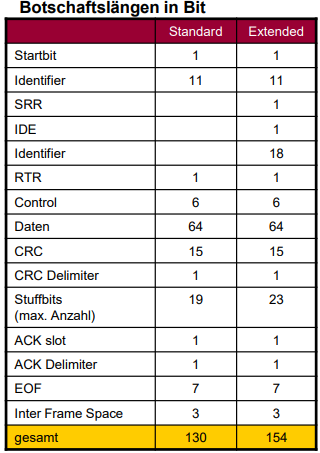 Botschaftslängen in Bit
Standard Extended
Startbit 1 1
Identifier 11 11
SRR 1
IDE 1
Identifier 18
RTR 1 1
Control 6 6
Daten 64 64
CRC 15 15
CRC Delimiter 1 1
Stuffbits 19 23
(max. Anzahl)
ACK slot 1 1
ACK Delimiter 1 1
EOF 7 7
Inter Frame Space 3 3
gesamt 130 154